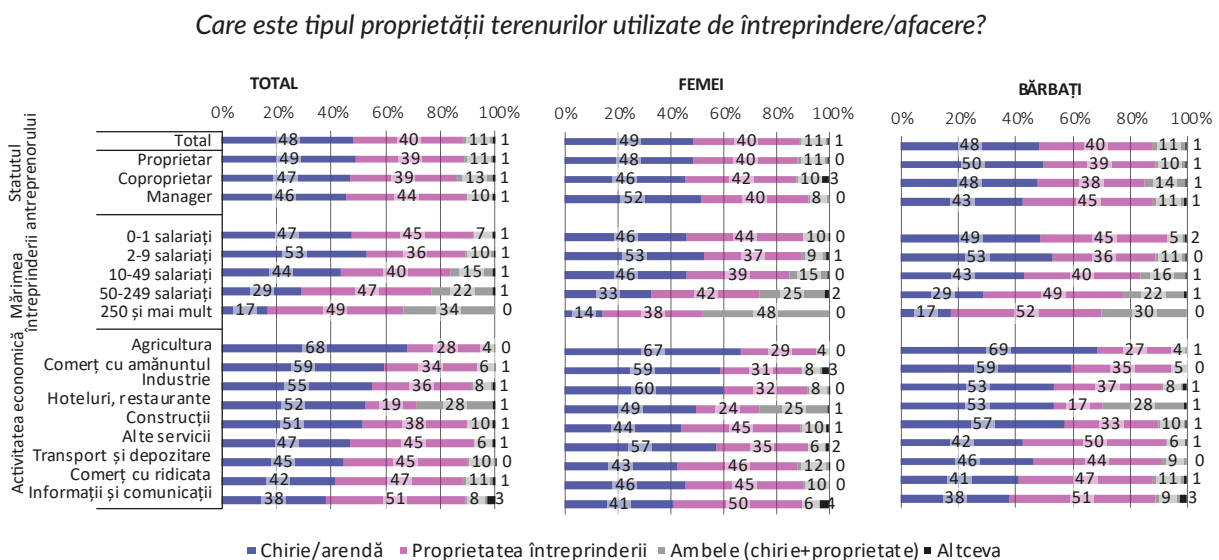 Care este tipul proprietății terenurilor utilizate de întreprindere/afacere?
TOTAL FEMEI BĂRBAȚI
0% 20% 40% 60% 80% 100% 0% 20% 40% 60% 80% 100% 0% 20% 40% 60% 80% 100%
Statutul antreprenorului
Total 48 40 11 1 49 40 11 1 48 40 11 1
Proprietar 49 39 11 1 48 40 11 0 50 39 10 1
Coproprietar 47 39 13 1 46 42 10 3 48 38 14 1
Manager 46 44 10 1 52 40 8 0 43 45 11 1
Mărimea întreprinderii
0-1 salariați 47 45 7 1 46 44 10 0 49 45 5 2
2-9 salariați 53 36 10 1 53 37 9 1 53 36 11 0
10-49 salariați 44 40 15 1 46 39 15 0 43 40 16 1
50-249 salariați 29 47 22 1 33 42 25 2 29 49 22 1
250 și mai mult 17 49 34 0 14 38 48 0 17 52 30 0
Activitatea economică
Agricultura 68 28 4 0 67 29 4 0 69 27 4 1
Comerț cu amănuntul 59 34 6 1 59 31 8 3 59 35 5 0
Industrie 55 36 8 1 60 32 8 0 53 37 8 1
Hoteluri, restaurante 52 19 28 1 49 24 25 1 53 17 28 1
Construcții 51 38 10 1 44 45 10 1 57 33 10 1
Alte servicii 47 45 6 1 57 35 6 2 42 50 6 1
Transport și depozitare 45 45 10 0 43 46 12 0 46 44 9 0
Comerț cu ridicata 42 47 11 1 46 45 10 0 41 47 11 1
Informații și comunicații 38 51 8 3 41 50 6 4 38 51 9 3
Chirie/arendă Proprietatea întreprinderii Ambele (chirie+proprietate) Altceva